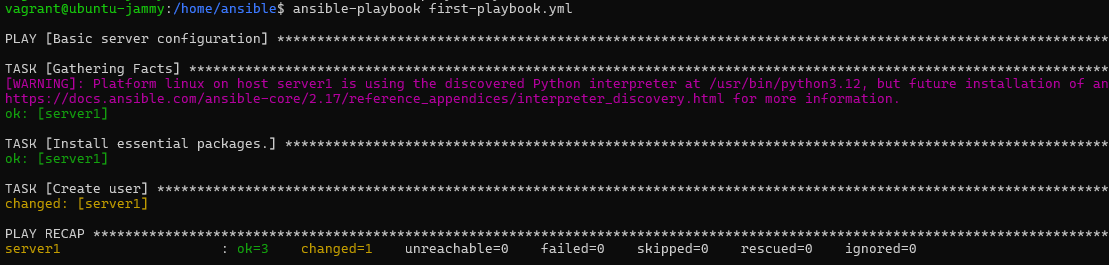 vagrant@ubuntu-jammy:/home/ansible$ ansible-playbook first-playbook.yml
PLAY [Basic server configuration] ********************************************************************************************************
TASK [Gathering Facts] *******************************************************************************************************************
[WARNING]: Platform linux on host server1 is using the discovered Python interpreter at /usr/bin/python3.12, but future installation of an
https://docs.ansible.com/ansible-core/2.17/reference_appendices/interpreter_discovery.html for more information.
ok: [server1]
TASK [Install essential packages.] *******************************************************************************************************
ok: [server1]
TASK [Create user] ***********************************************************************************************************************
changed: [server1]
PLAY RECAP *******************************************************************************************************************************
server1                    : ok=3    changed=1    unreachable=0    failed=0    skipped=0    rescued=0    ignored=0